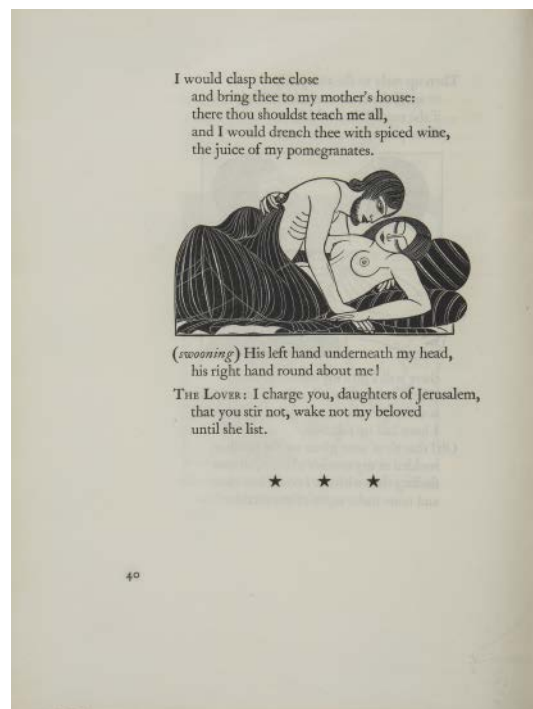 I would clasp thee close
and bring thee to my mother's house:
there thou shouldst teach me all,
and I would drench thee with spiced wine,
the juice of my pomegranates.
(swooning) His left hand underneath my head,
his right hand round about me!
THE LOVER: I charge you, daughters of Jerusalem,
that you stir not, wake not my beloved
until she list.
★ ★ ★
40